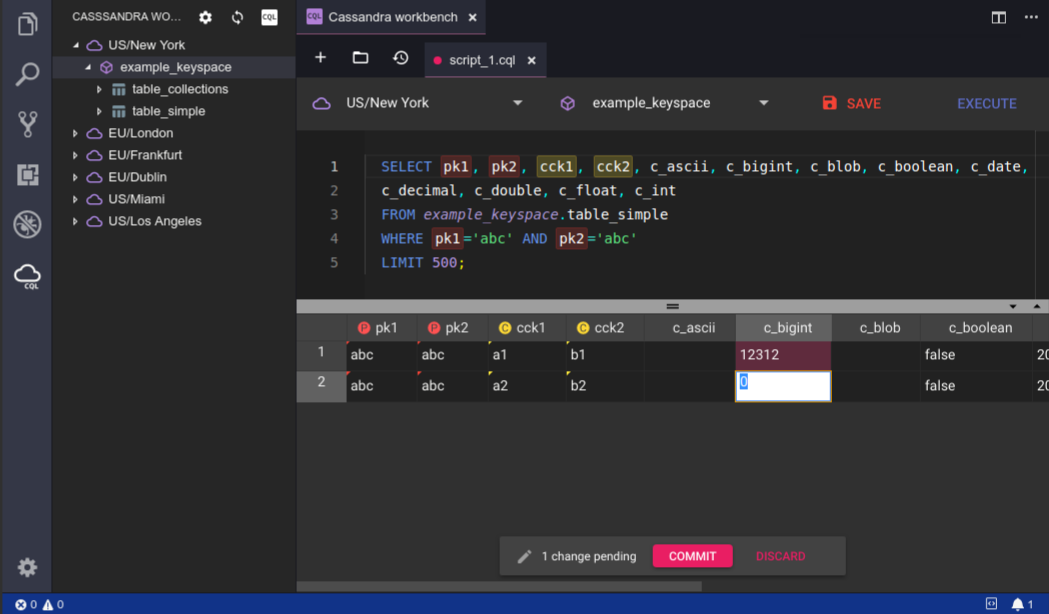 CASSSANDRA WO...
CQL
US/New York
example_keyspace
table_collections
table_simple
EU/London
EU/Frankfurt
EU/Dublin
US/Miami
US/Los Angeles
CQL
CQL Cassandra workbench
script_1.cql
US/New York example_keyspace SAVE EXECUTE
1 SELECT pk1, pk2, cck1, cck2, c_ascii, c_bigint, c_blob, c_boolean, c_date,
2 c_decimal, c_double, c_float, c_int
3 FROM example_keyspace.table_simple
4 WHERE pk1='abc' AND pk2='abc'
5 LIMIT 500;
P pk1 P pk2 C cck1 C cck2 c_ascii c_bigint c_blob c_boolean
1 abc abc a1 b1 12312 false 20
2 abc abc a2 b2 0 false 20
1 change pending COMMIT DISCARD
0 0 1